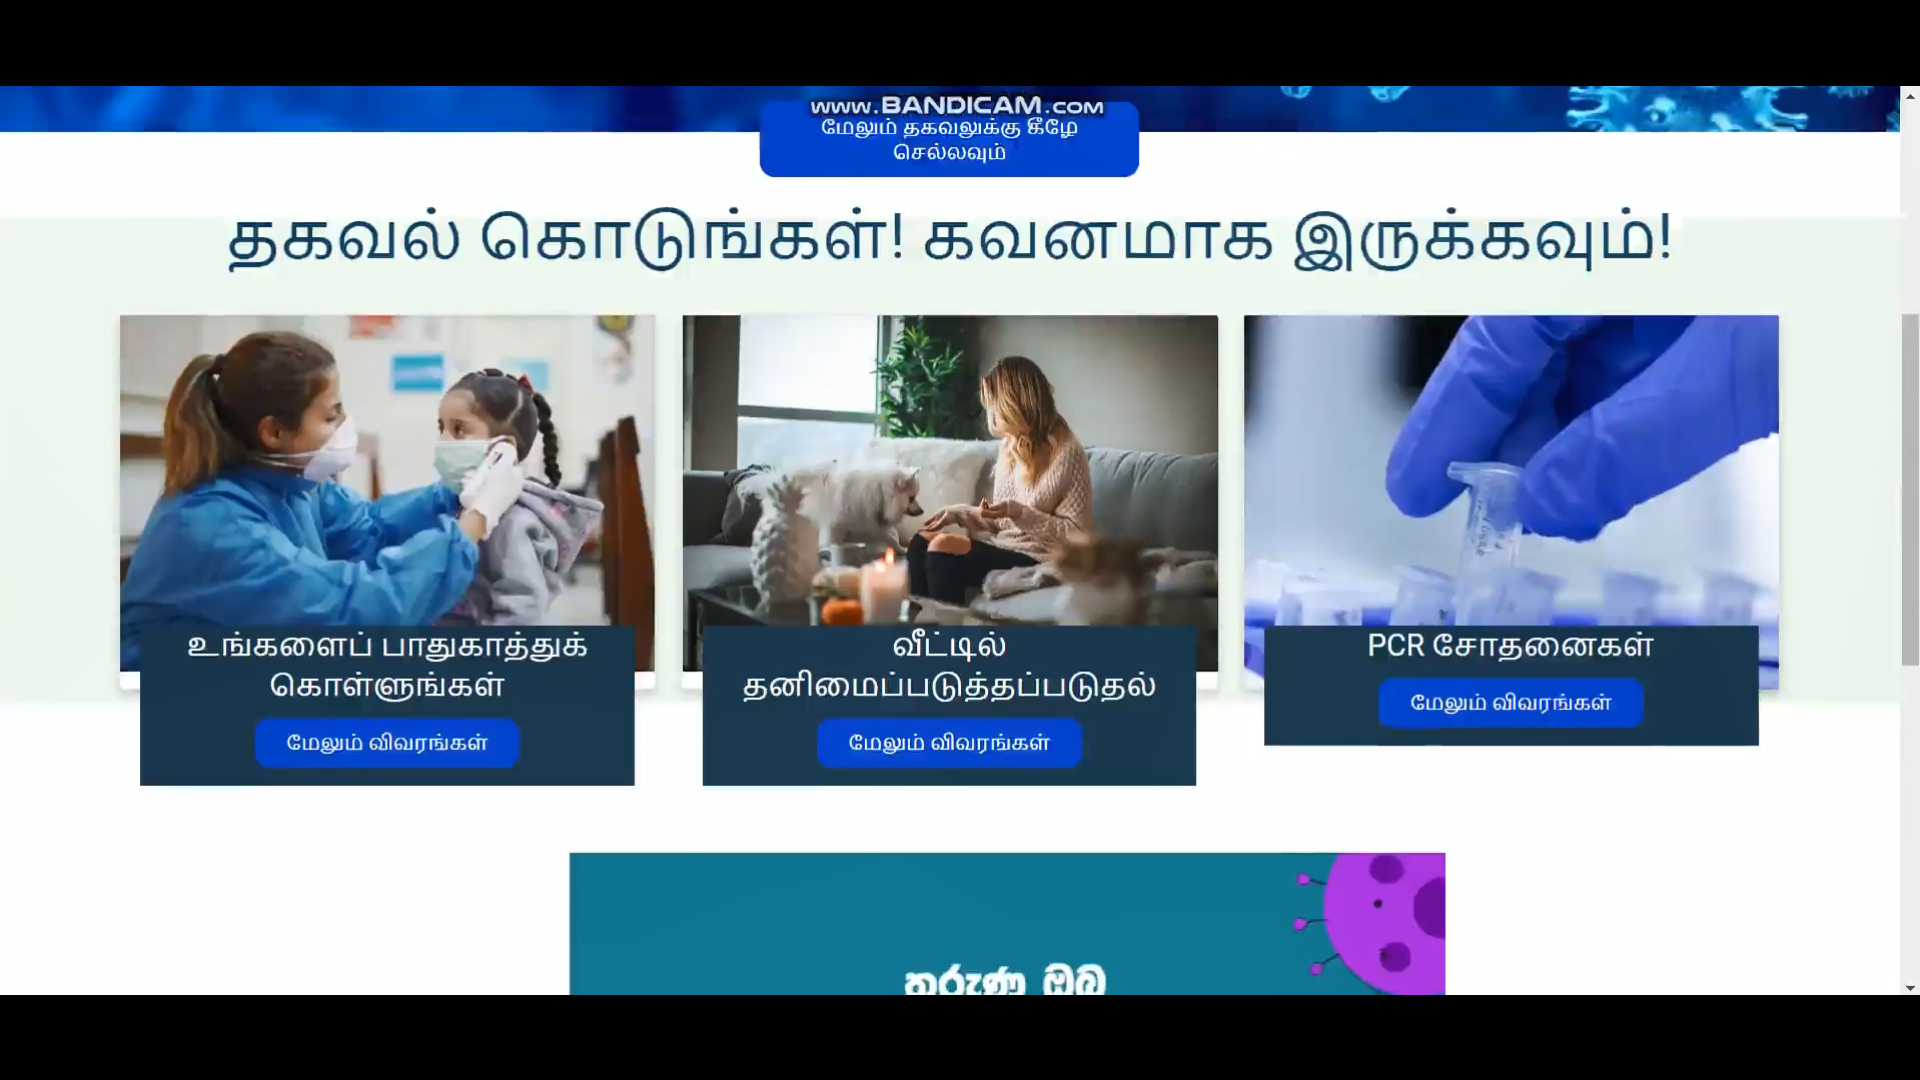 www.BANDICAM.com
மேலும் தகவலுக்கு கீழே
செல்லவும்
தகவல் கொடுங்கள்! கவனமாக இருக்கவும்!
உங்களைப் பாதுகாத்துக்
கொள்ளுங்கள்
மேலும் விவரங்கள்
வீட்டில்
தனிமைப்படுத்தப்படுதல்
மேலும் விவரங்கள்
PCR சோதனைகள்
மேலும் விவரங்கள்
තරුණ ඔබ